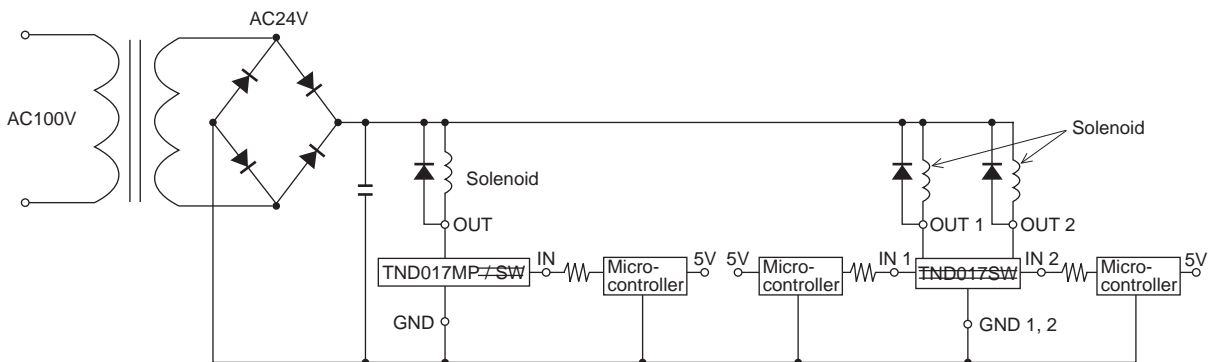 AC24V
AC100V
Solenoid
Solenoid
OUT
OUT 1
OUT 2
TND017MP / SW
IN
Micro-
controller
5V
5V
Micro-
controller
IN 1
TND017SW
IN 2
Micro-
controller
5V
GND
GND 1, 2